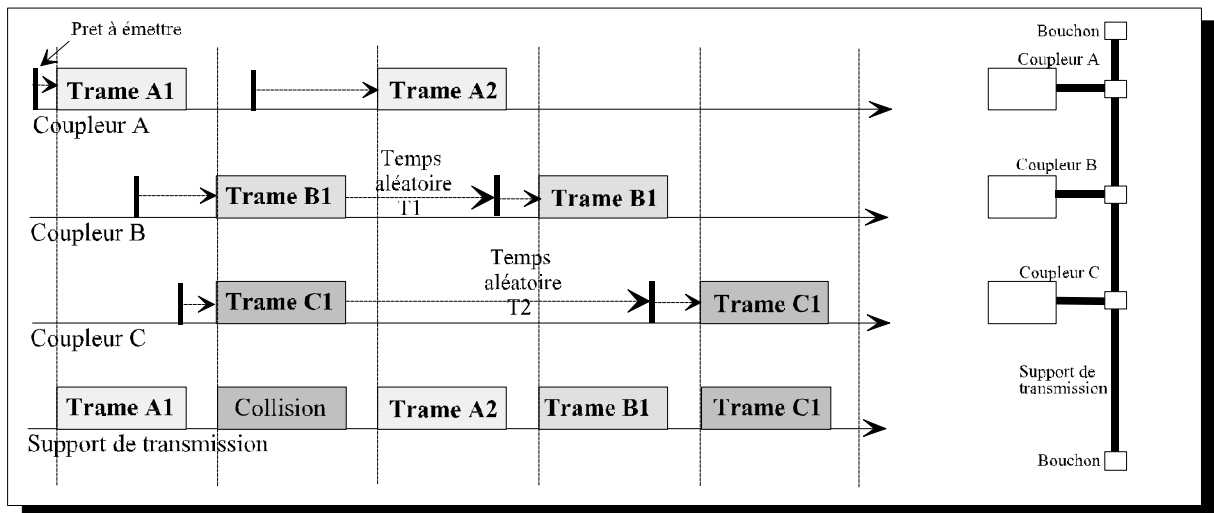 Pret à émettre
Trame A1
Trame A2
Coupleur A
Temps
aléatoire
T1
Trame B1
Trame B1
Coupleur B
Temps
aléatoire
T2
Trame C1
Trame C1
Coupleur C
Trame A1
Collision
Trame A2
Trame B1
Trame C1
Support de transmission
Bouchon
Coupleur A
Coupleur B
Coupleur C
Support de
transmission
Bouchon